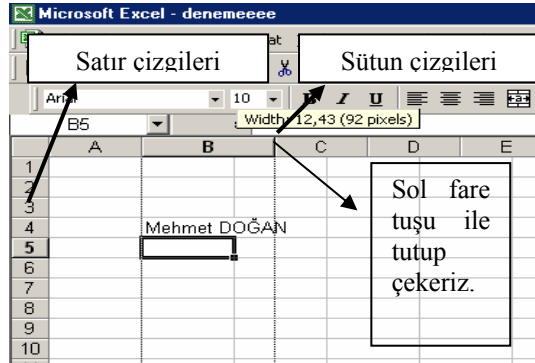 Microsoft Excel - denemeeee
at
Satır çizgileri
Sütun çizgileri
Arial 10 B I U
Width: 12,43 (92 pixels)
B5
A B C D E
1
2
3
4 Mehmet DOĞAN
5
6
7
8
9
10
Sol fare
tuşu ile
tutup
çekeriz.